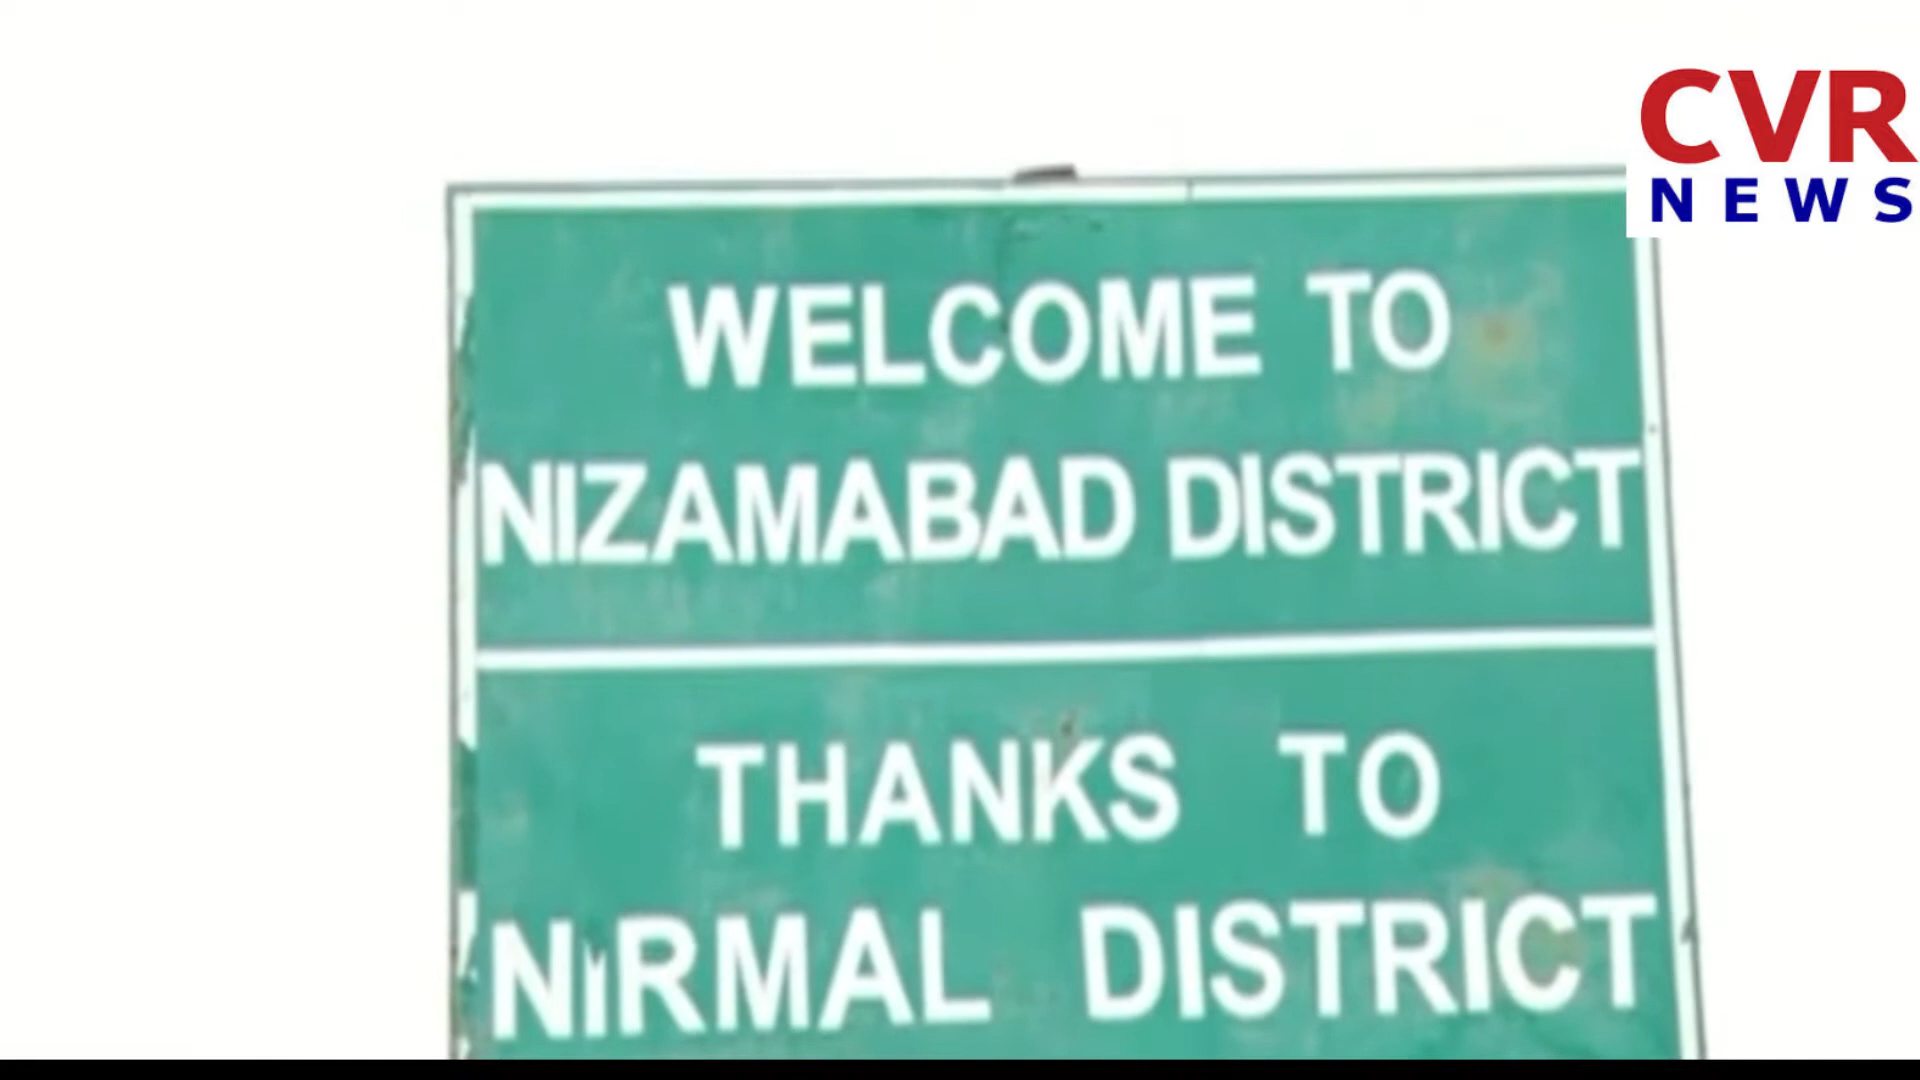 CVR
NEWS
WELCOME TO
NIZAMABAD DISTRICT
THANKS TO
NIRMAL DISTRICT